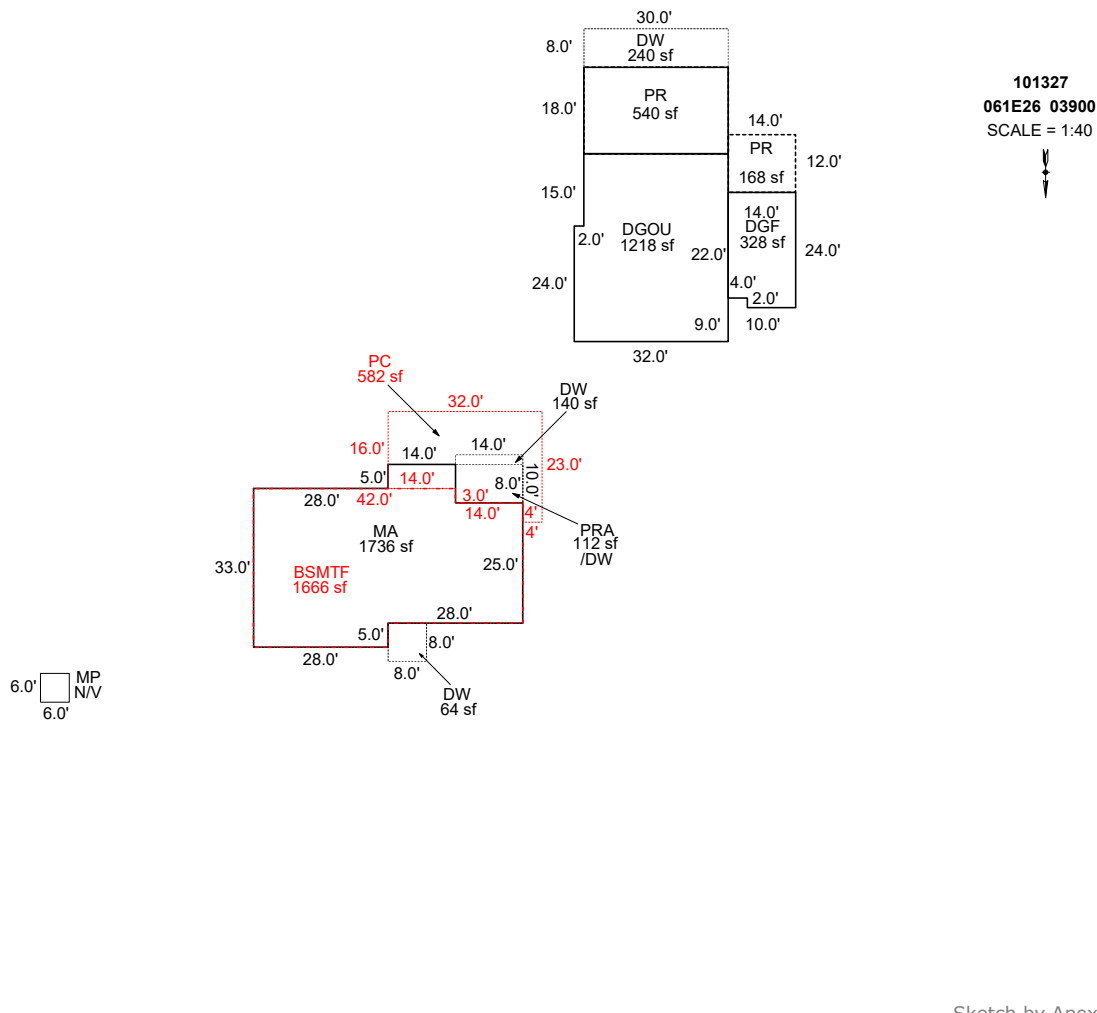 30.0'
8.0'
DW
240 sf
18.0'
PR
540 sf
101327
061E26 03900
SCALE = 1:40
14.0'
PR
168 sf
12.0'
15.0'
2.0'
DGOU
1218 sf
22.0'
14.0'
DGF
328 sf
24.0'
24.0'
4.0'
2.0'
9.0'
10.0'
32.0'
PC
582 sf
DW
140 sf
32.0'
16.0'
14.0'
14.0'
23.0'
5.0'
14.0'
8.0'
10.0'
28.0'
42.0'
3.0'
14.0'
4'
4'
MA
1736 sf
PRA
112 sf
/DW
33.0'
25.0'
BSMTF
1666 sf
28.0'
5.0'
8.0'
28.0'
8.0'
DW
64 sf
6.0'
MP
N/V
6.0'
Sketch by Apex